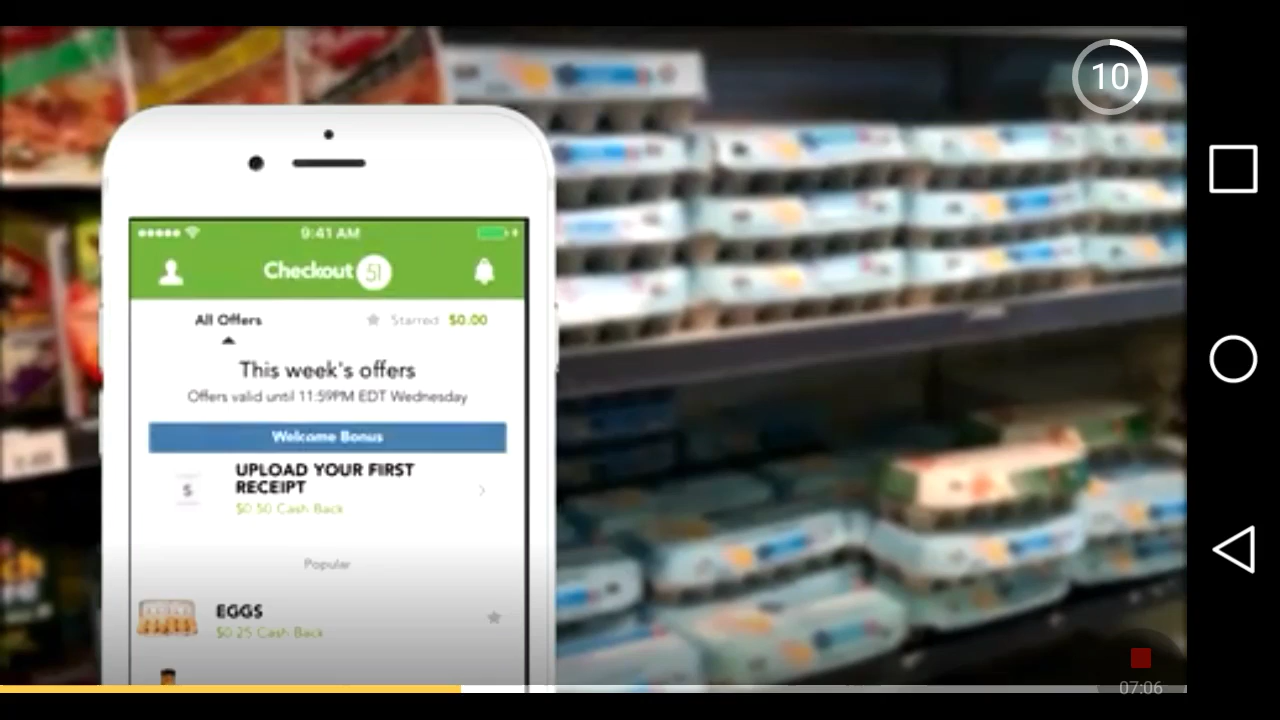 10
9:41 AM
Checkout 51
All Offers
Starred $0.00
This week's offers
Offers valid until 11:59PM EDT Wednesday
Welcome Bonus
UPLOAD YOUR FIRST
RECEIPT
$
$0.50 Cash Back
Popular
EGGS
$0.25 Cash Back
07:06